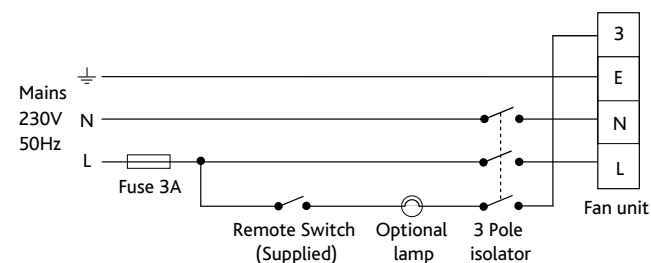 3
E
Mains
230V
50Hz
N
N
L
L
Fuse 3A
Fan unit
Remote Switch
(Supplied)
Optional
lamp
3 Pole
isolator